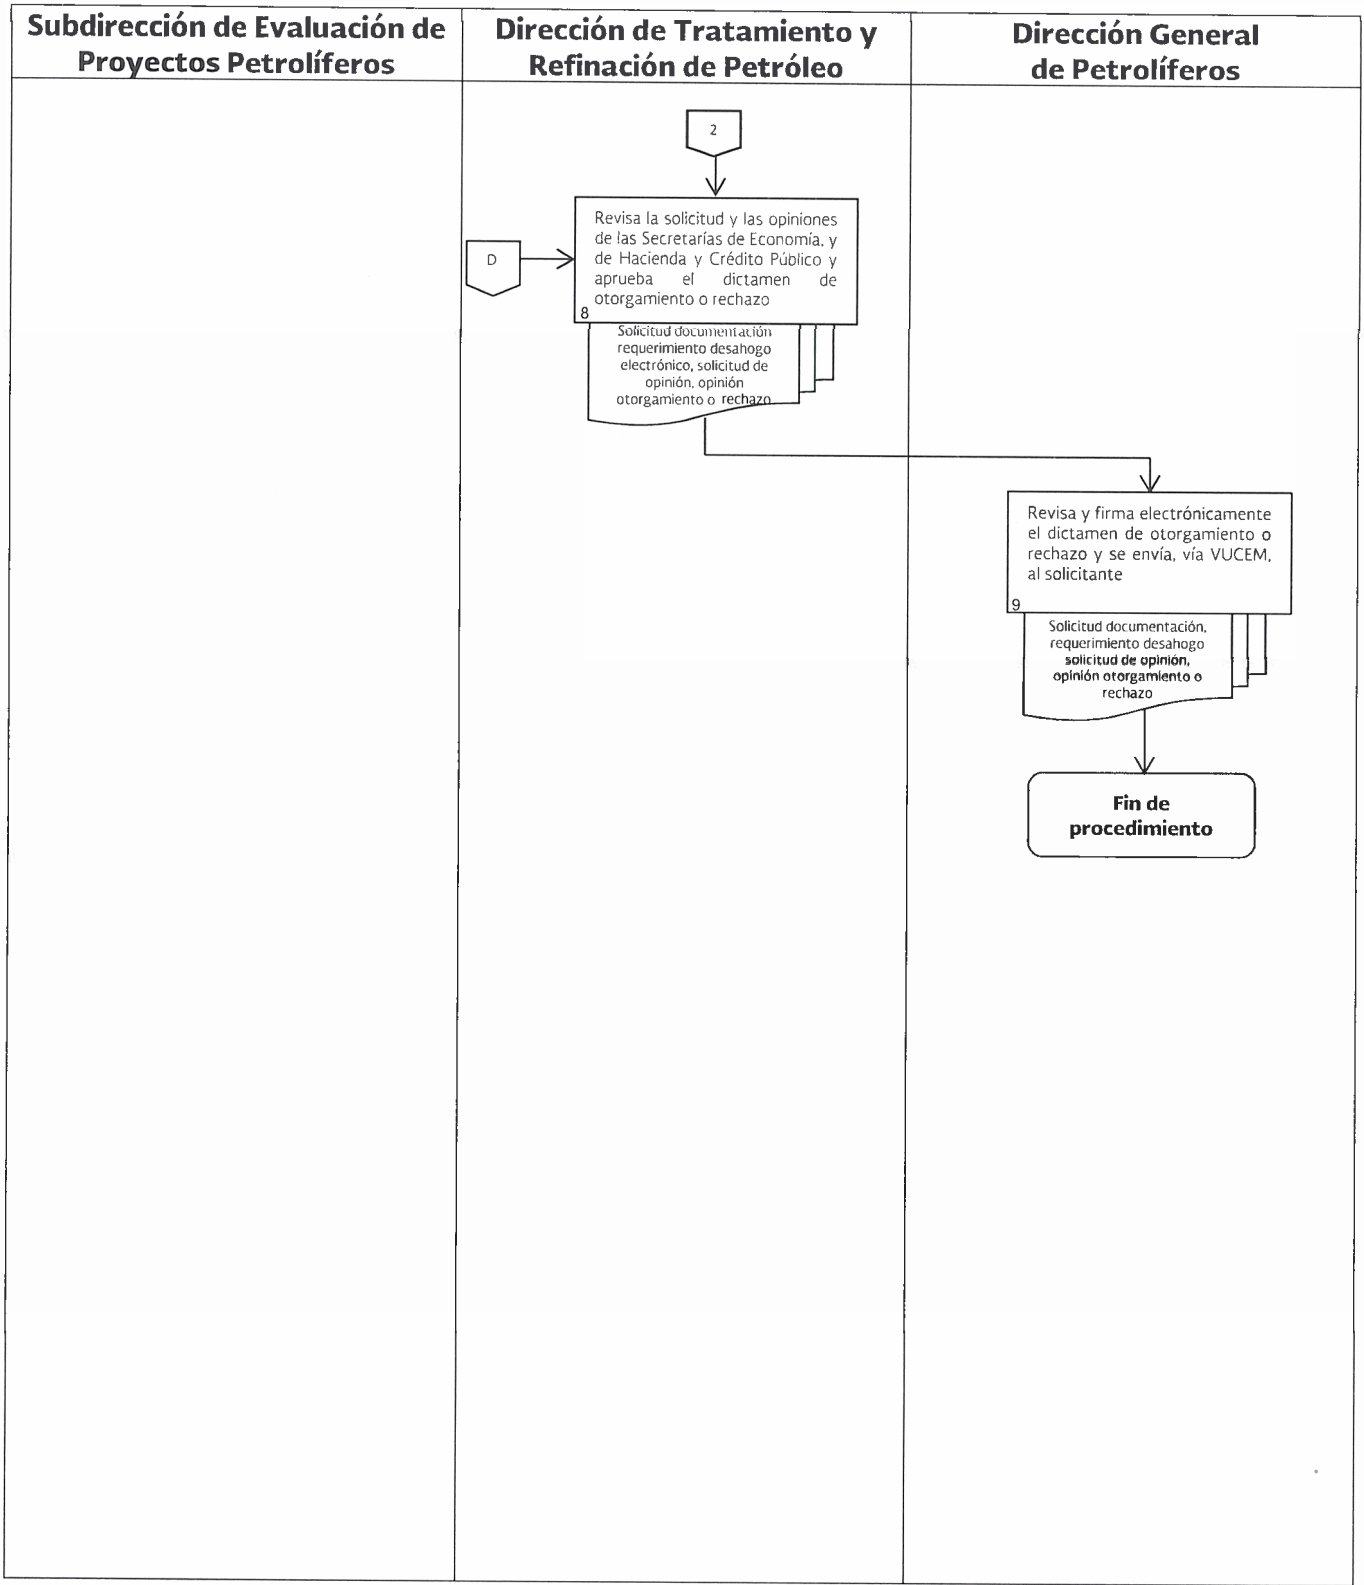 Subdirección de Evaluación de
Proyectos Petrolíferos
Dirección de Tratamiento y
Refinación de Petróleo
Dirección General
de Petrolíferos
2
D
Revisa la solicitud y las opiniones
de las Secretarías de Economía, y
de Hacienda y Crédito Público y
aprueba el dictamen de
otorgamiento o rechazo
8
Solicitud documentación
requerimiento desahogo
electrónico, solicitud de
opinión, opinión
otorgamiento o rechazo
Revisa y firma electrónicamente
el dictamen de otorgamiento o
rechazo y se envía, vía VUCEM,
al solicitante
9
Solicitud documentación,
requerimiento desahogo
solicitud de opinión,
opinión otorgamiento o
rechazo
Fin de
procedimiento